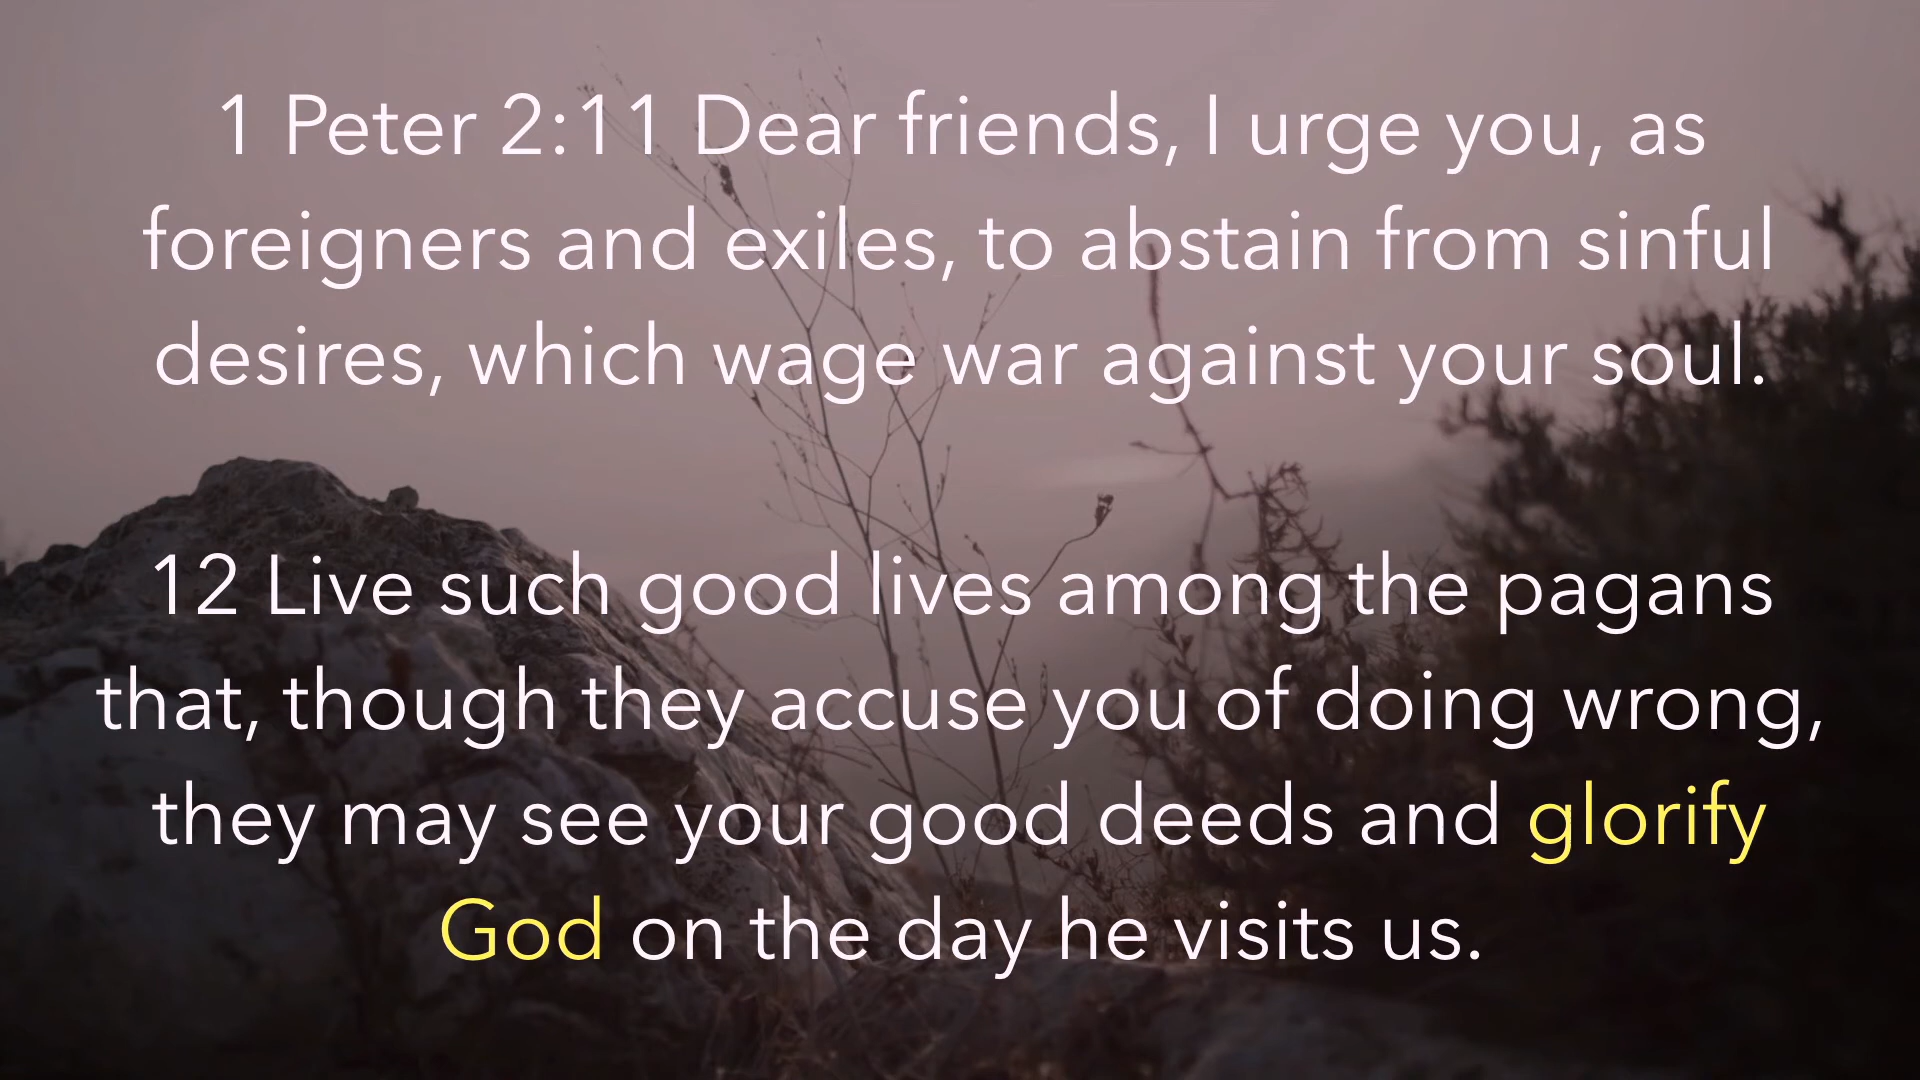 1 Peter 2:11 Dear friends, I urge you, as
foreigners and exiles, to abstain from sinful
desires, which wage war against your soul.
12 Live such good lives among the pagans
that, though they accuse you of doing wrong,
they may see your good deeds and glorify
God on the day he visits us.